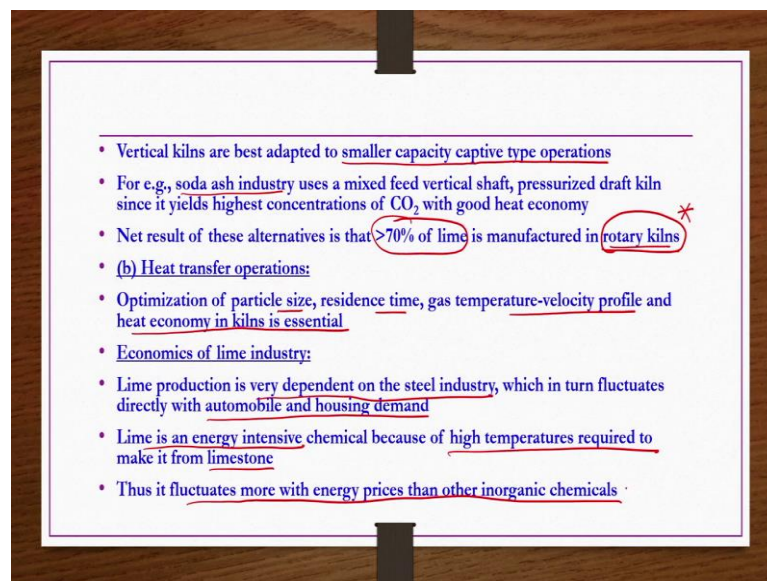 • Vertical kilns are best adapted to smaller capacity captive type operations
• For e.g., soda ash industry uses a mixed feed vertical shaft, pressurized draft kiln
since it yields highest concentrations of CO₂ with good heat economy
• Net result of these alternatives is that >70% of lime is manufactured in rotary kilns
• (b) Heat transfer operations:
• Optimization of particle size, residence time, gas temperature-velocity profile and
heat economy in kilns is essential
• Economics of lime industry:
• Lime production is very dependent on the steel industry, which in turn fluctuates
directly with automobile and housing demand
• Lime is an energy intensive chemical because of high temperatures required to
make it from limestone
• Thus it fluctuates more with energy prices than other inorganic chemicals